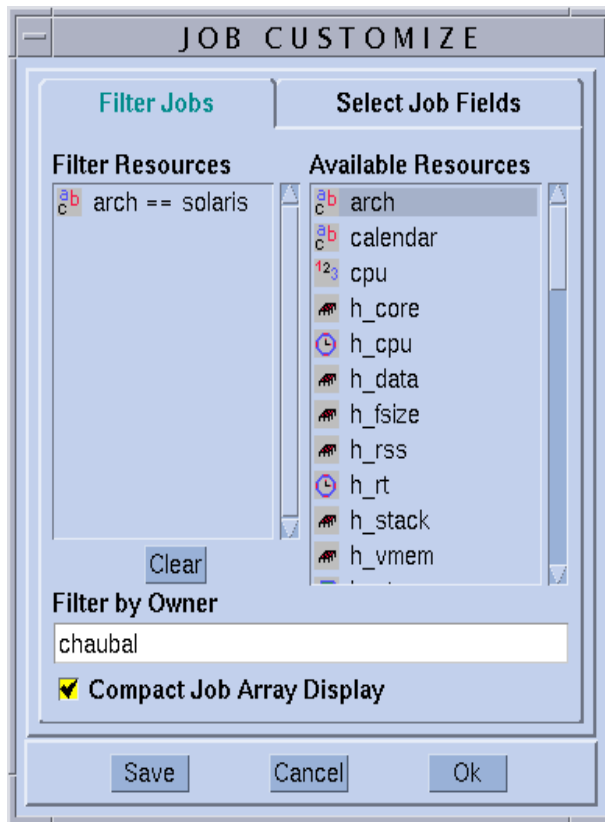 JOB CUSTOMIZE
Filter Jobs
Select Job Fields
Filter Resources
arch == solaris
Available Resources
arch
calendar
cpu
h_core
h_cpu
h_data
h_fsize
h_rss
h_rt
h_stack
h_vmem
Clear
Filter by Owner
chaubal
Compact Job Array Display
Save
Cancel
Ok